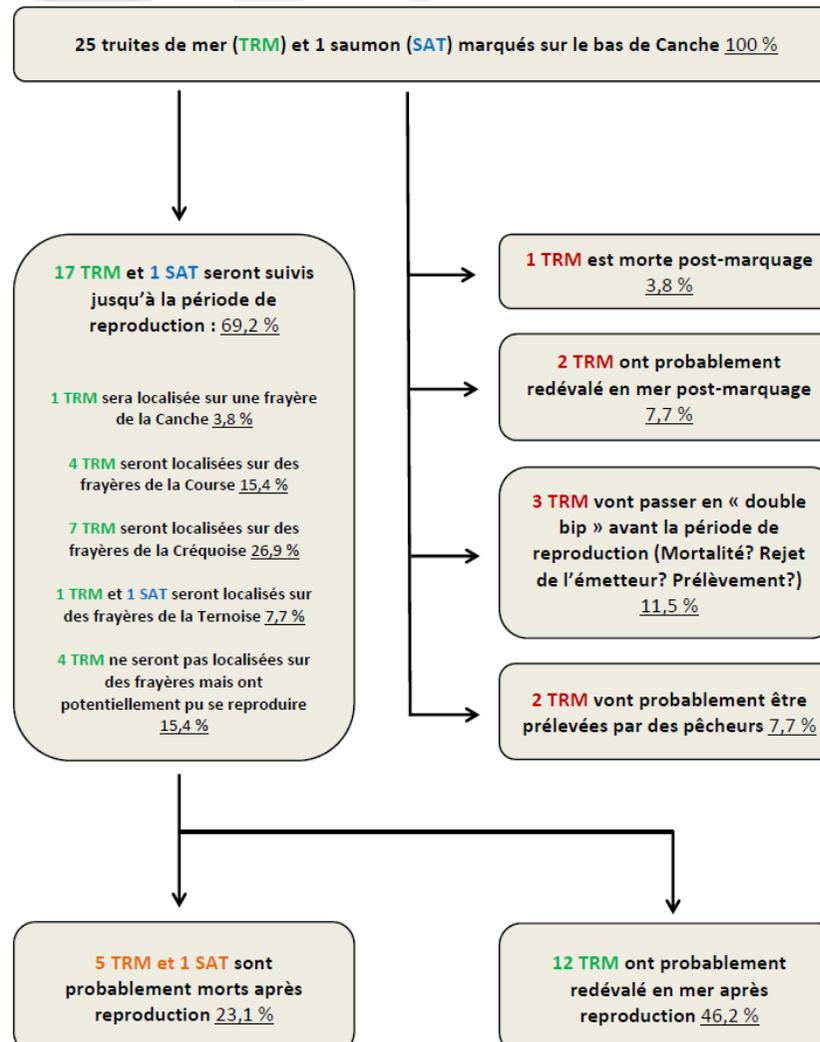 25 truites de mer (TRM) et 1 saumon (SAT) marqués sur le bas de Canche 100 %
17 TRM et 1 SAT seront suivis
jusqu'à la période de
reproduction : 69,2 %
1 TRM sera localisée sur une frayère
de la Canche 3,8 %
4 TRM seront localisées sur des
frayères de la Course 15,4 %
7 TRM seront localisées sur des
frayères de la Créquoise 26,9 %
1 TRM et 1 SAT seront localisés sur
des frayères de la Ternoise 7,7 %
4 TRM ne seront pas localisées sur
des frayères mais ont
potentiellement pu se reproduire
15,4 %
1 TRM est morte post-marquage
3,8 %
2 TRM ont probablement
redévalé en mer post-marquage
7,7 %
3 TRM vont passer en « double
bip » avant la période de
reproduction (Mortalité? Rejet
de l'émetteur? Prélèvement?)
11,5 %
2 TRM vont probablement être
prélevées par des pêcheurs 7,7 %
5 TRM et 1 SAT sont
probablement morts après
reproduction 23,1 %
12 TRM ont probablement
redévalé en mer après
reproduction 46,2 %